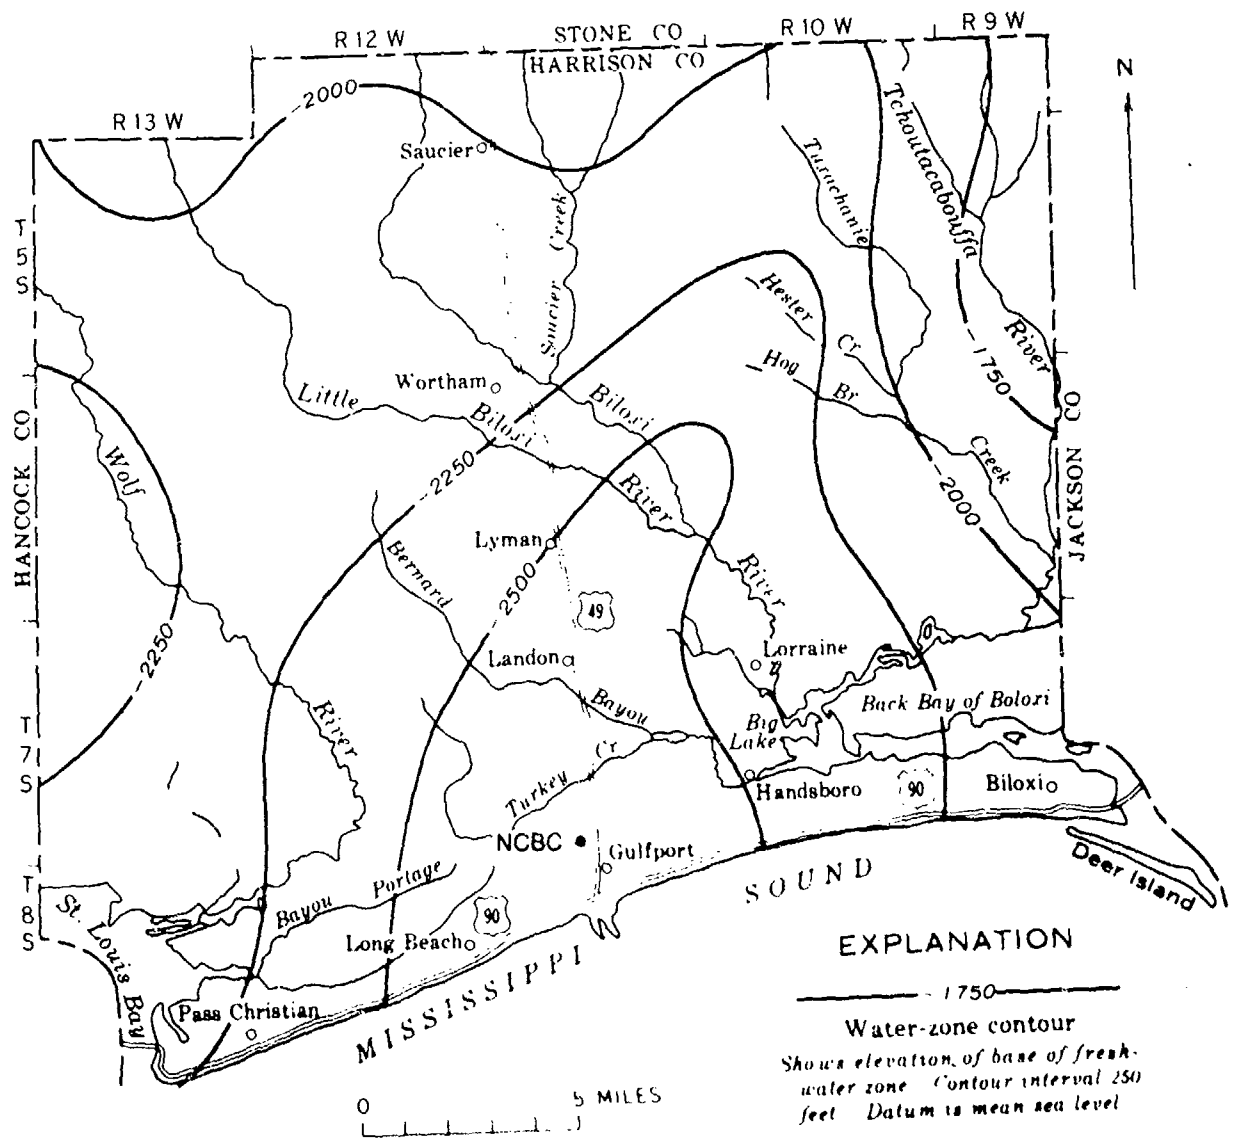 R 12 W
STONE CO
R 10 W
R 9 W
HARRISON CO
N
-2000
R 13 W
Saucier
Tchoutacabouffa
River
Tuxachanie
T
5
S
Saucier Creek
Hester
Cr
Hog
Br
Creek
-1750
Wortham
Little
Biloxi
River
Biloxi
River
-2250
-2000
JACKSON CO
HANCOCK CO
Wolf
River
Lyman
Bernard
Bayou
-2500
49
-2250
Landon
Lorraine
T
7
S
Back Bay of Boloxi
Big
Lake
Turkey
Cr
Handsboro
90
Biloxi
NCBC
Gulfport
Deer Island
T
8
S
St. Louis Bay
Bayou
Portage
90
Long Beach
MISSISSIPPI
SOUND
Pass Christian
EXPLANATION
-1750
Water-zone contour
Shows elevation of base of fresh-
water zone Contour interval 250
feet Datum is mean sea level
0
5 MILES